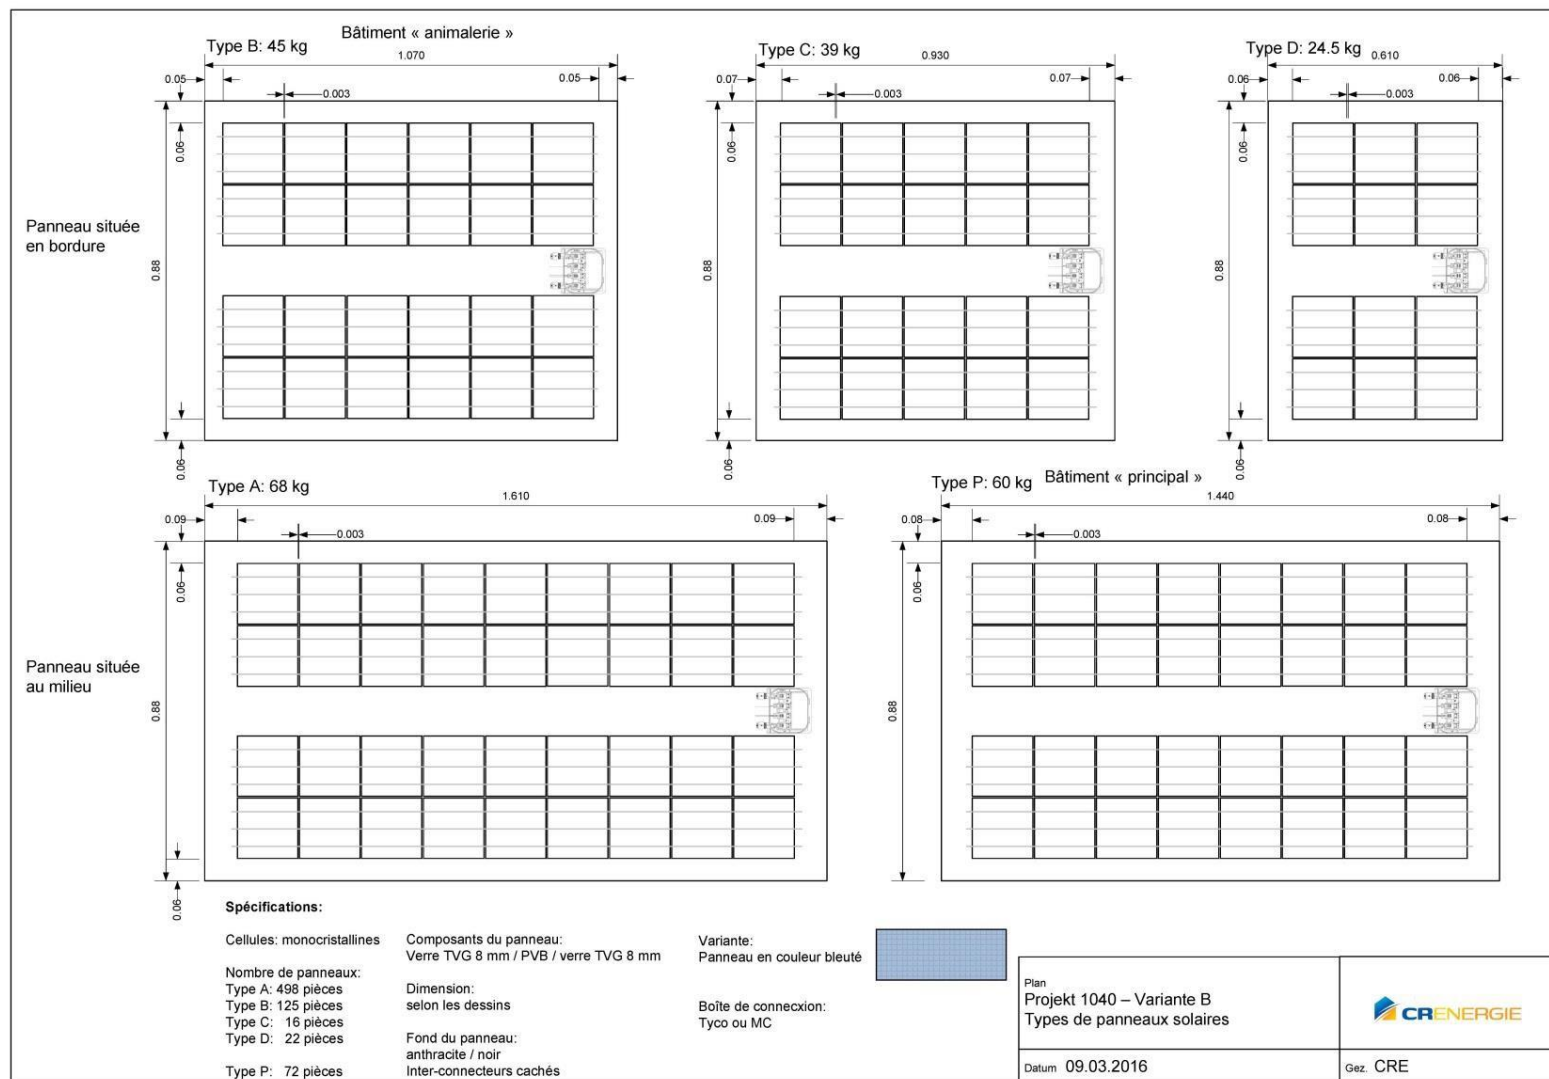 Bâtiment « animalerie »
Type B: 45 kg
1.070
0.05
0.05
0.003
0.06
0.88
0.06
Type C: 39 kg
0.930
0.07
0.07
0.003
0.06
0.88
0.06
Type D: 24.5 kg
0.610
0.06
0.06
0.003
0.06
0.88
0.06
Panneau située
en bordure
Type A: 68 kg
1.610
0.09
0.09
0.003
0.06
0.88
0.06
Bâtiment « principal »
Type P: 60 kg
1.440
0.08
0.08
0.003
0.06
0.88
Panneau située
au milieu
Spécifications:
Cellules: monocristallines
Nombre de panneaux:
Type A: 498 pièces
Type B: 125 pièces
Type C: 16 pièces
Type D: 22 pièces
Type P: 72 pièces
Composants du panneau:
Verre TVG 8 mm / PVB / verre TVG 8 mm
Dimension:
selon les dessins
Fond du panneau:
anthracite / noir
Inter-connecteurs cachés
Variante:
Panneau en couleur bleuté
Boîte de connecxion:
Tyco ou MC
Plan
Projekt 1040 – Variante B
Types de panneaux solaires
Datum 09.03.2016
CRENERGIE
Gez. CRE